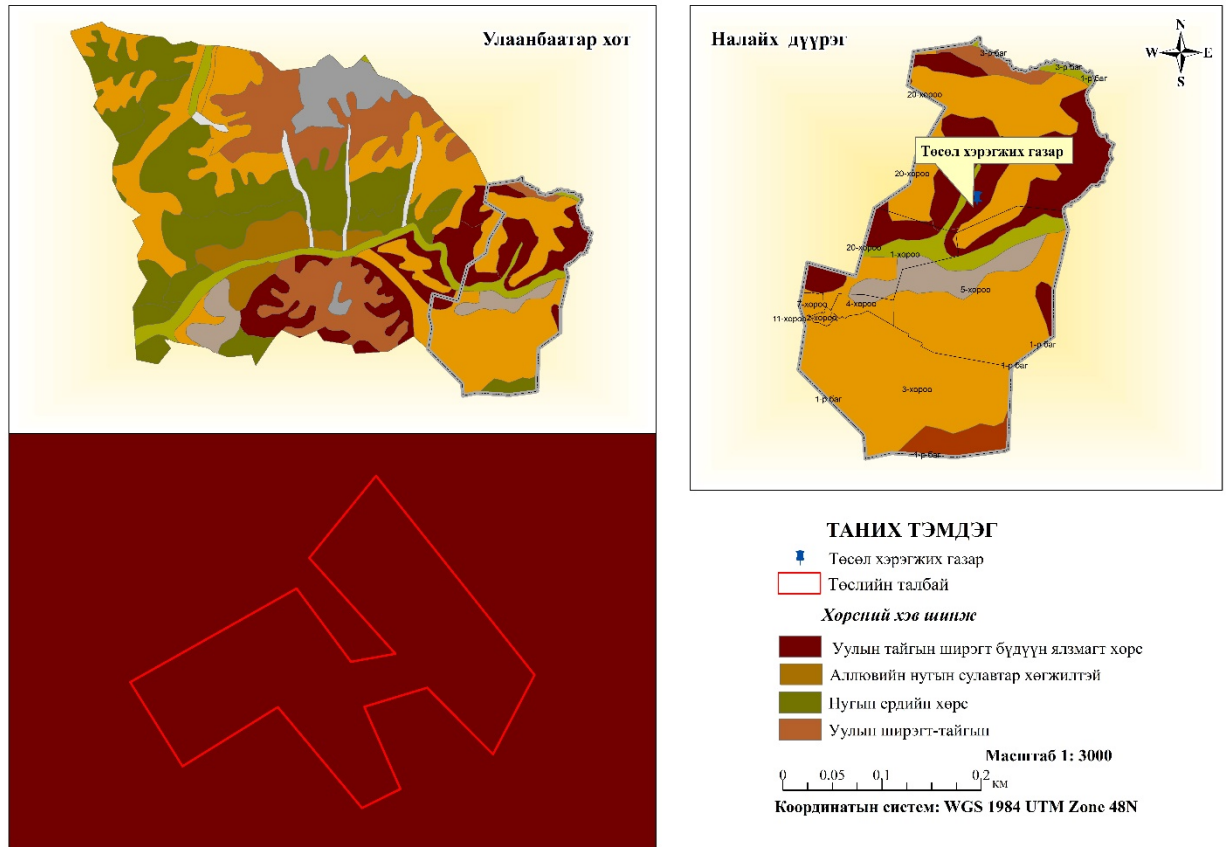 Улаанбаатар хот
Налайх дүүрэг
N
W E
S
3-р баг
3-р баг
1-р баг
20-хороо
Төсөл хэрэгжих газар
20-хороо
20-хороо
1-хороо
5-хороо
7-хороо
4-хороо
11-хороо
2-хороо
1-р баг
1-р баг
3-хороо
1-р баг
1-р баг
ТАНИХ ТЭМДЭГ
Төсөл хэрэгжих газар
Төслийн талбай
Хөрсний хэв шинж
Уулын тайгын ширэгт бүдүүн ялзмагт хөрс
Аллювийн нугын сулавтар хөгжилтэй
Нугын ердийн хөрс
Уулын ширэгт-тайгын
Масштаб 1: 3000
0 0.05 0,1 0,2
км
Координатын систем: WGS 1984 UTM Zone 48N